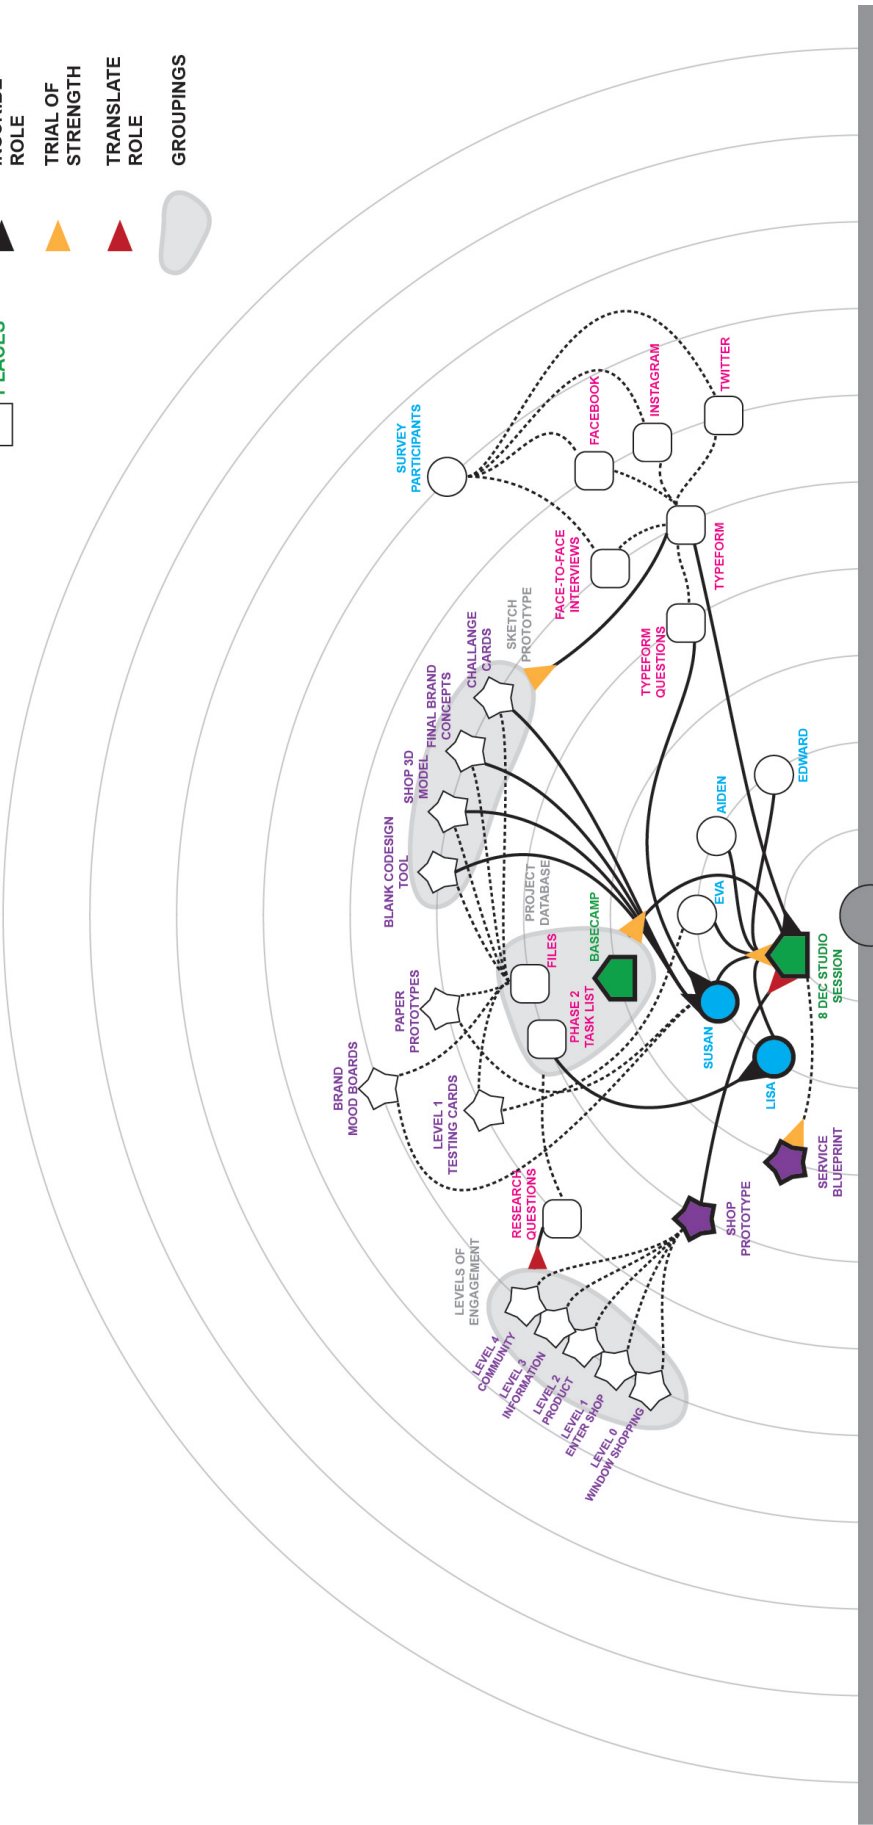 ROLE
TRIAL OF
STRENGTH
TRANSLATE
ROLE
GROUPINGS
SURVEY
PARTICIPANTS
FACEBOOK
INSTAGRAM
TWITTER
FACE-TO-FACE
INTERVIEWS
TYPEFORM
TYPEFORM
QUESTIONS
SKETCH
PROTOTYPE
CHALLANGE
CARDS
FINAL BRAND
CONCEPTS
SHOP 3D
MODEL
BLANK CODESIGN
TOOL
EDWARD
AIDEN
EVA
PROJECT
DATABASE
BASECAMP
FILES
PHASE 2
TASK LIST
PAPER
PROTOTYPES
BRAND
MOOD BOARDS
LEVEL 1
TESTING CARDS
8 DEC STUDIO
SESSION
SUSAN
LISA
SERVICE
BLUEPRINT
SHOP
PROTOTYPE
RESEARCH
QUESTIONS
LEVELS OF
ENGAGEMENT
LEVEL 4
COMMUNITY
LEVEL 3
INFORMATION
LEVEL 2
PRODUCT
LEVEL 1
ENTER SHOP
LEVEL 0
WINDOW SHOPPING